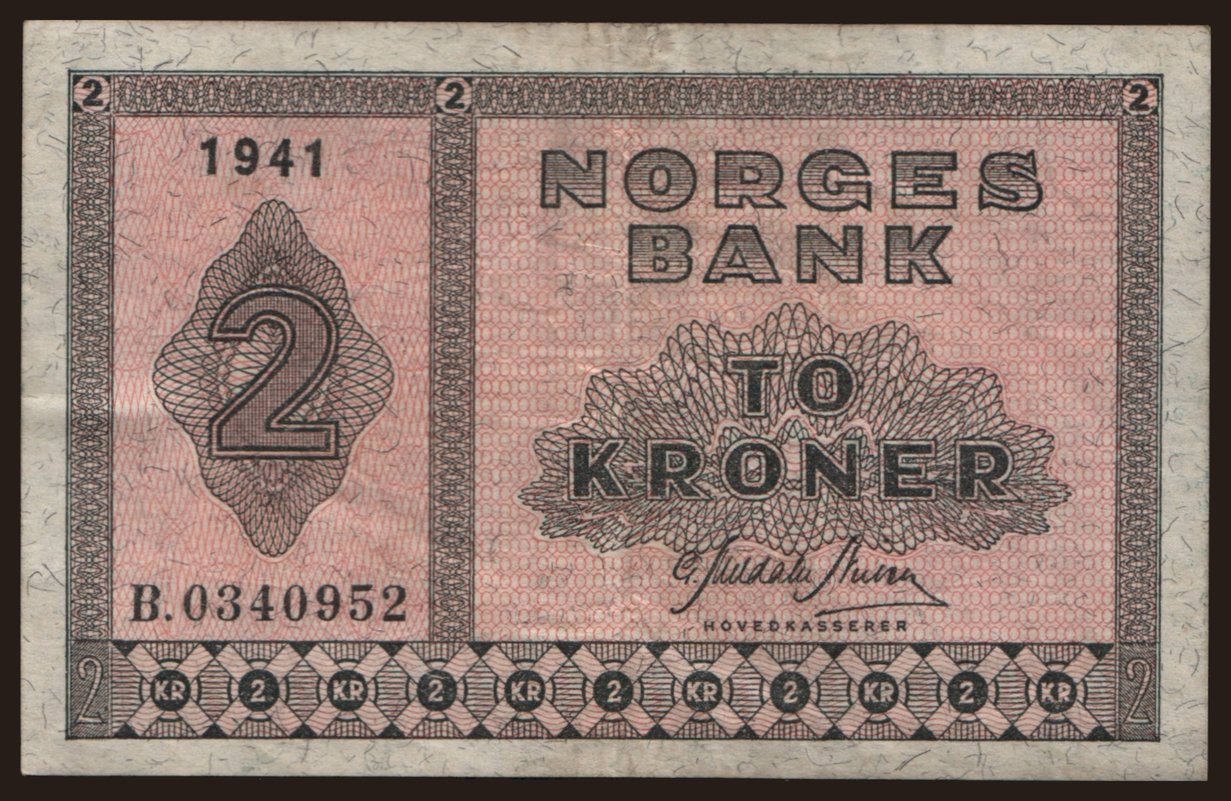 2 2 2
1941
NORGES
BANK
2
TO
KRONER
B.0340952
HOVEDKASSERER
2 KR 2 KR 2 KR 2 KR 2 KR 2 KR 2